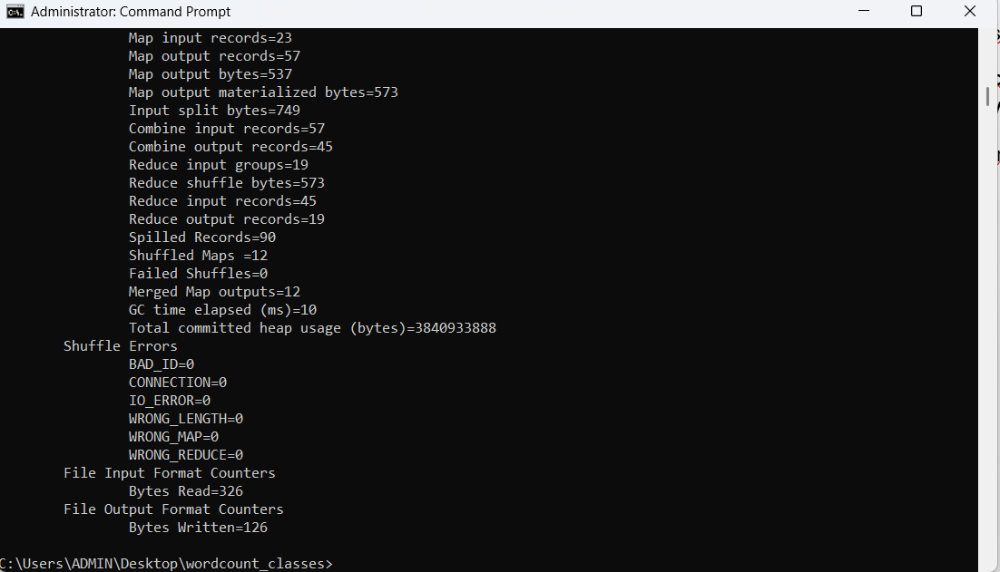 Administrator: Command Prompt
Map input records=23
Map output records=57
Map output bytes=537
Map output materialized bytes=573
Input split bytes=749
Combine input records=57
Combine output records=45
Reduce input groups=19
Reduce shuffle bytes=573
Reduce input records=45
Reduce output records=19
Spilled Records=90
Shuffled Maps =12
Failed Shuffles=0
Merged Map outputs=12
GC time elapsed (ms)=10
Total committed heap usage (bytes)=3840933888
Shuffle Errors
BAD_ID=0
CONNECTION=0
IO_ERROR=0
WRONG_LENGTH=0
WRONG_MAP=0
WRONG_REDUCE=0
File Input Format Counters
Bytes Read=326
File Output Format Counters
Bytes Written=126
C:\Users\ADMIN\Desktop\wordcount_classes>